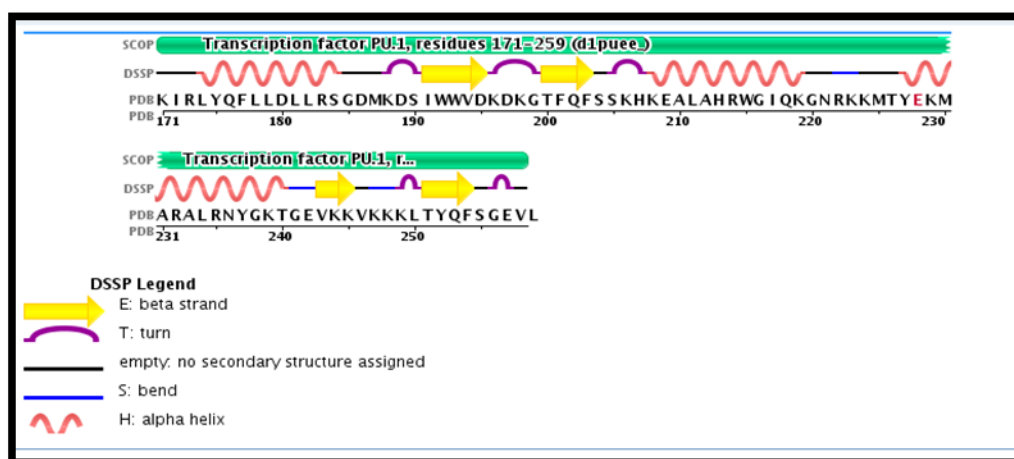 SCOP Transcription factor PU.1, residues 171-259 (d1puee_)
DSSP
PDB KIRLYQFLLDLLRSGDMKDSIWWVDKDKGTFQFSSKHKEALAHRWGIQKGNRKKMTYEKM
PDB 171 180 190 200 210 220 230
SCOP Transcription factor PU.1, r...
DSSP
PDB ARALRNYGKTGEVKKVKKKLTYQFSGEVL
PDB 231 240 250
DSSP Legend
E: beta strand
T: turn
empty: no secondary structure assigned
S: bend
H: alpha helix